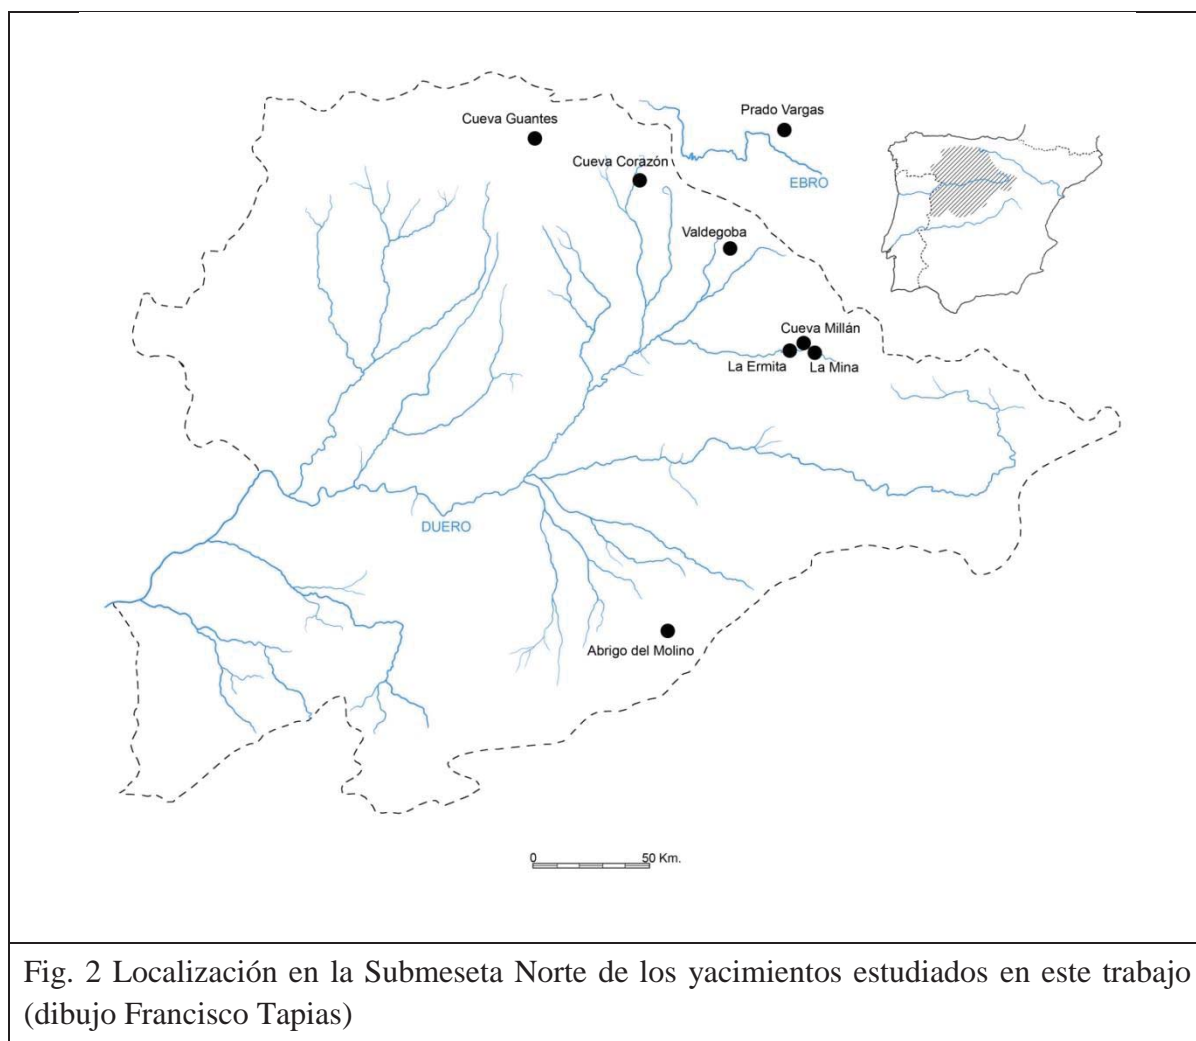 Cueva Guantes
Prado Vargas
Cueva Corazón
EBRO
Valdegoba
Cueva Millán
La Ermita
La Mina
DUERO
Abrigo del Molino
0 50 Km.
Fig. 2 Localización en la Submeseta Norte de los yacimientos estudiados en este trabajo
(dibujo Francisco Tapias)